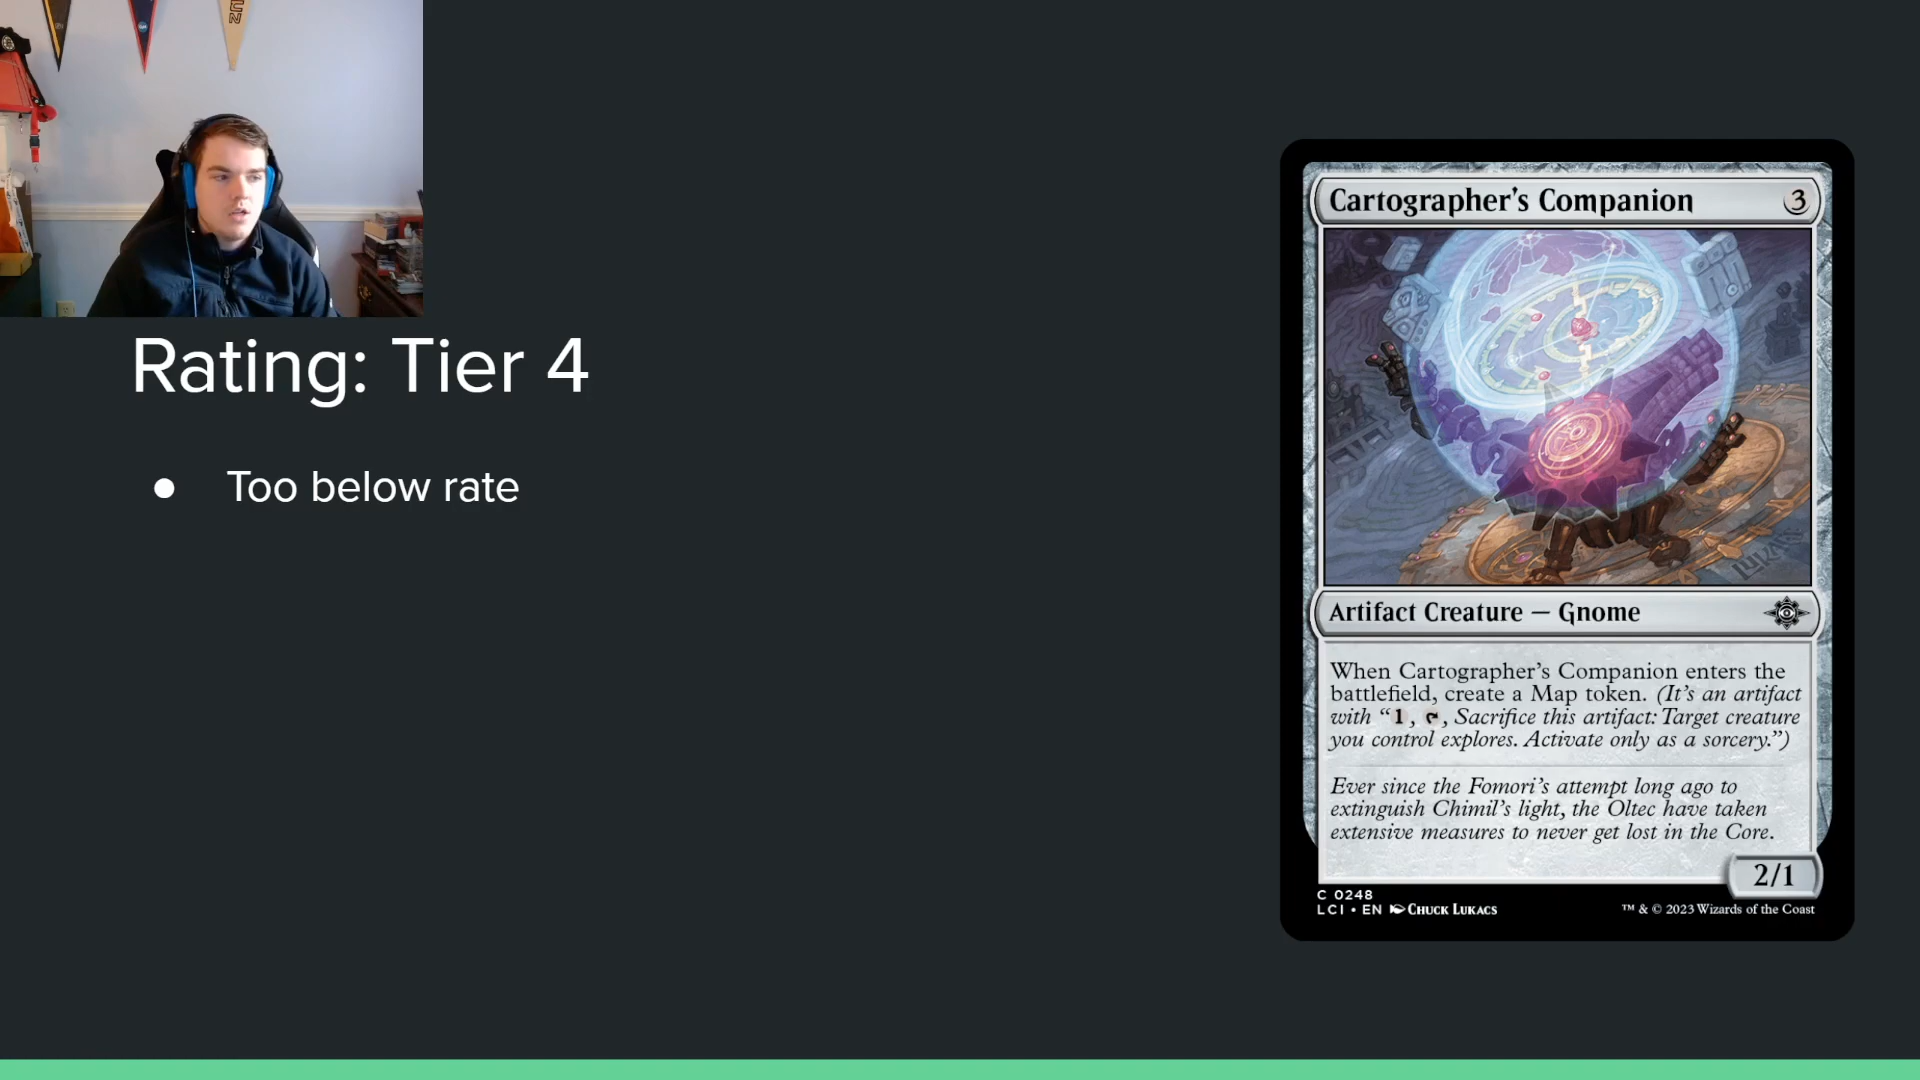 Rating: Tier 4
● Too below rate
Cartographer's Companion 3
LUKACS
Artifact Creature — Gnome
When Cartographer's Companion enters the
battlefield, create a Map token. (It's an artifact
with “1, , Sacrifice this artifact: Target creature
you control explores. Activate only as a sorcery.”)
Ever since the Fomori's attempt long ago to
extinguish Chimil's light, the Oltec have taken
extensive measures to never get lost in the Core.
2/1
C 0248
LCI • EN CHUCK LUKACS
™ & © 2023 Wizards of the Coast